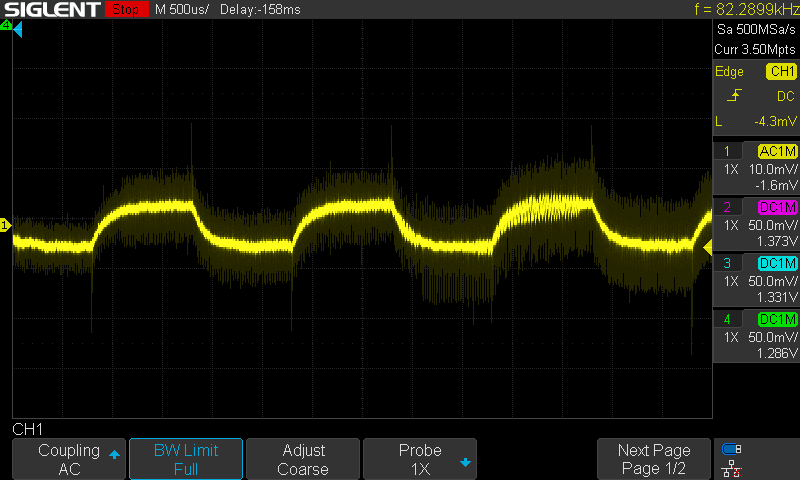 SIGLENT Stop M 500us/ Delay:-158ms f = 82.2899kHz
Sa 500MSa/s
Curr 3.50Mpts
Edge CH1
DC
L -4.3mV
1 AC1M
1X 10.0mV/
-1.6mV
2 DC1M
1X 50.0mV/
1.373V
3 DC1M
1X 50.0mV/
1.331V
4 DC1M
1X 50.0mV/
1.286V
4
1
CH1
Coupling
AC
BW Limit
Full
Adjust
Coarse
Probe
1X
Next Page
Page 1/2